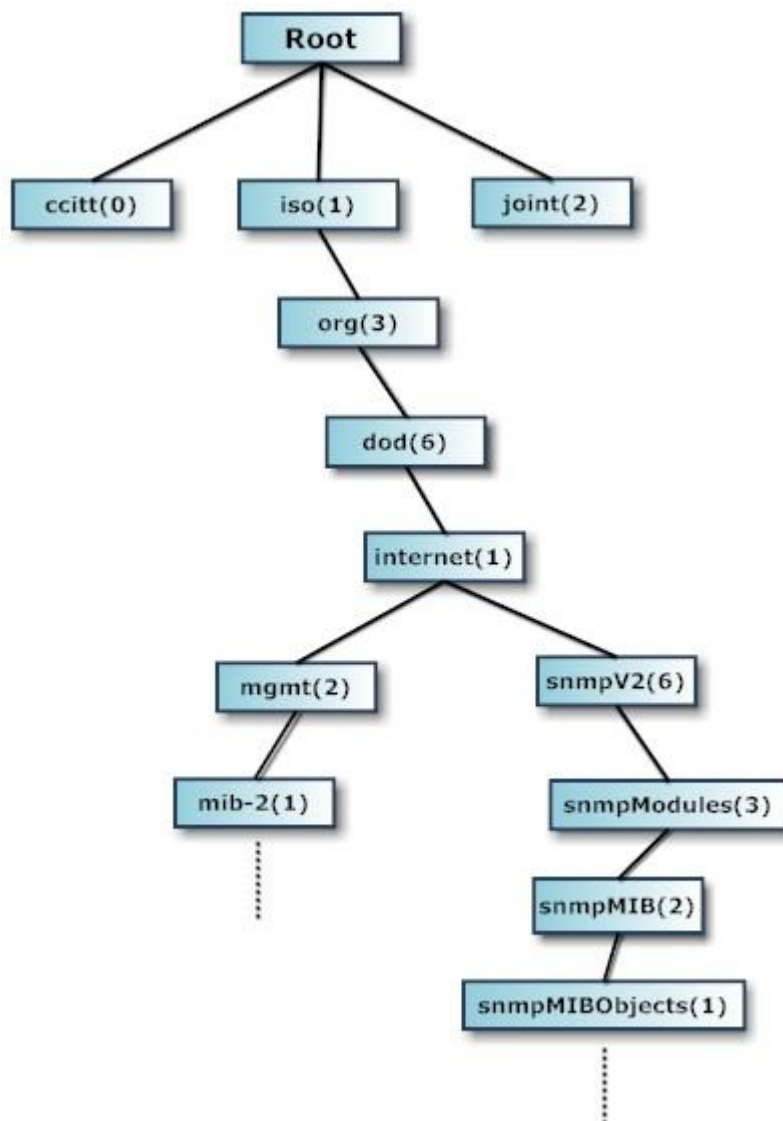 Root
ccitt(0)
iso(1)
joint(2)
org(3)
dod(6)
internet(1)
mgmt(2)
snmpV2(6)
mib-2(1)
snmpModules(3)
snmpMIB(2)
snmpMIBObjects(1)